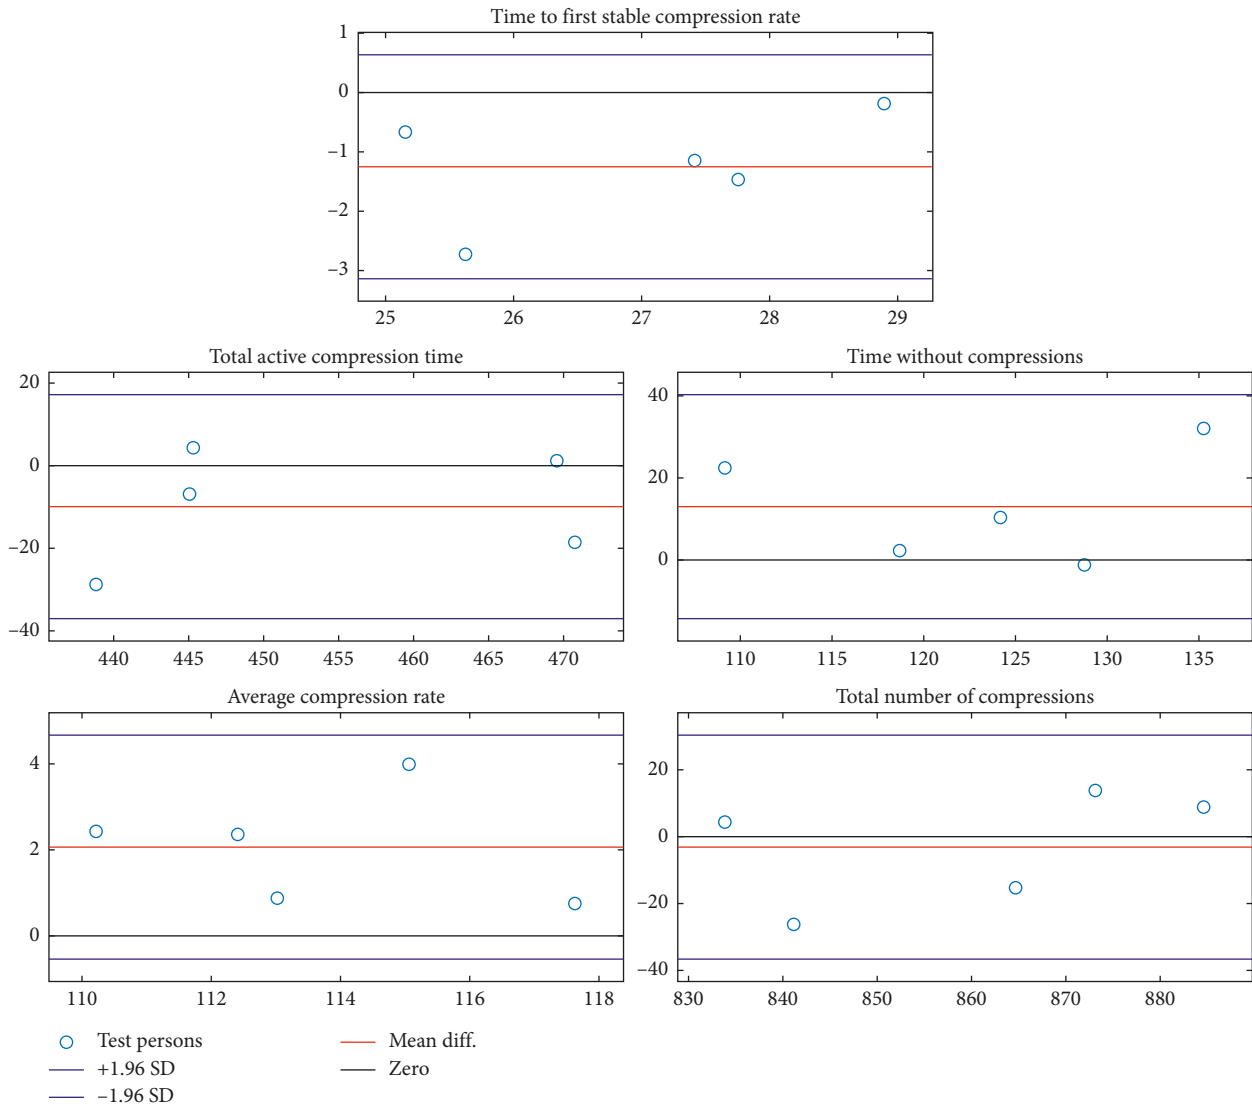 Time to first stable compression rate
1
0
−1
−2
−3
25 26 27 28 29
Total active compression time
20
0
−20
−40
440 445 450 455 460 465 470
Time without compressions
40
20
0
110 115 120 125 130 135
Average compression rate
4
2
0
110 112 114 116 118
Total number of compressions
20
0
−20
−40
830 840 850 860 870 880
Test persons
+1.96 SD
−1.96 SD
Mean diff.
Zero